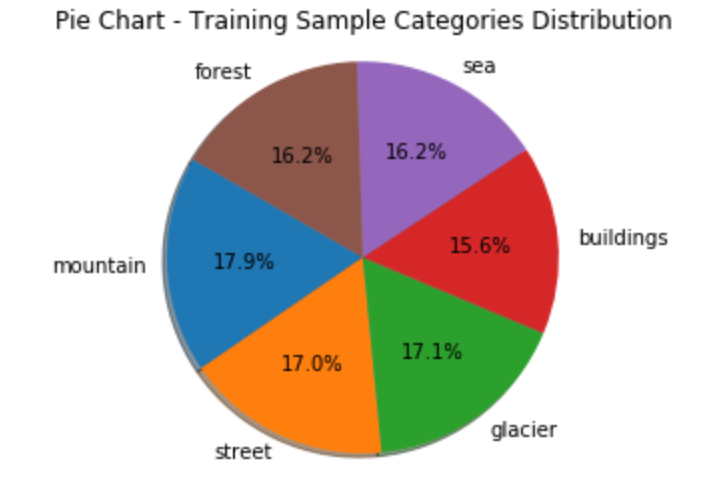 Pie Chart - Training Sample Categories Distribution
forest
sea
16.2%
16.2%
buildings
15.6%
mountain
17.9%
17.0%
17.1%
street
glacier